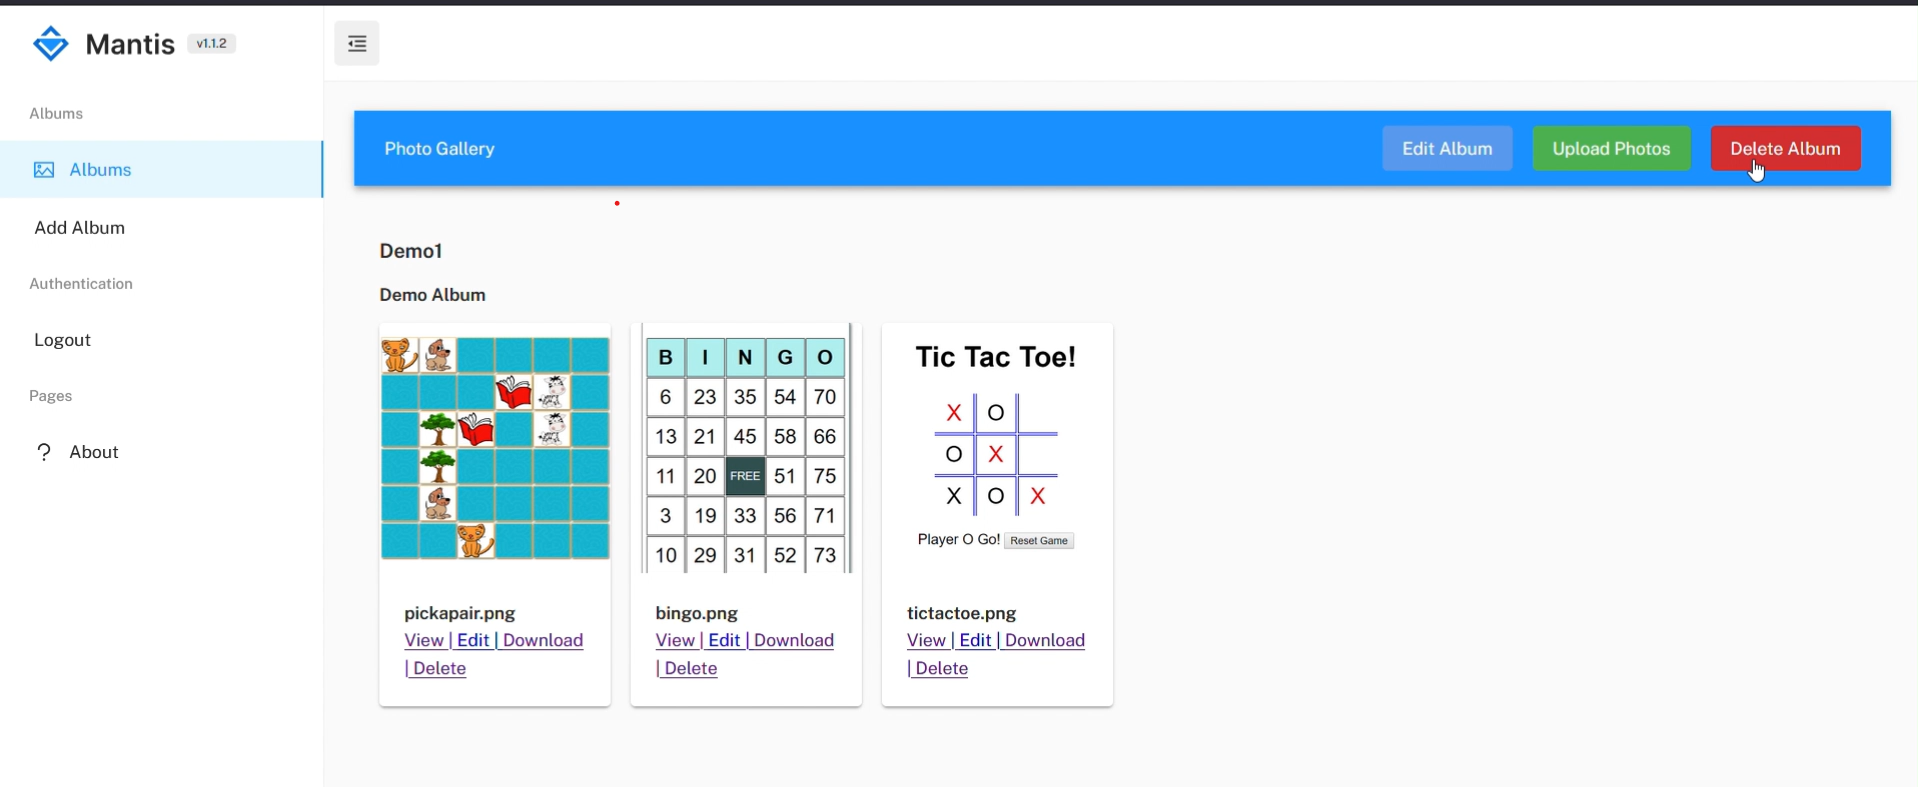 Mantis v1.1.2
Albums
Albums
Add Album
Authentication
Logout
Pages
? About
Photo Gallery Edit Album Upload Photos Delete Album
Demo1
Demo Album
B I N G O
6 23 35 54 70
13 21 45 58 66
11 20 FREE 51 75
3 19 33 56 71
10 29 31 52 73
pickapair.png
View | Edit | Download
| Delete
bingo.png
View | Edit | Download
| Delete
Tic Tac Toe!
X O
O X
X O X
Player O Go! Reset Game
tictactoe.png
View | Edit | Download
| Delete